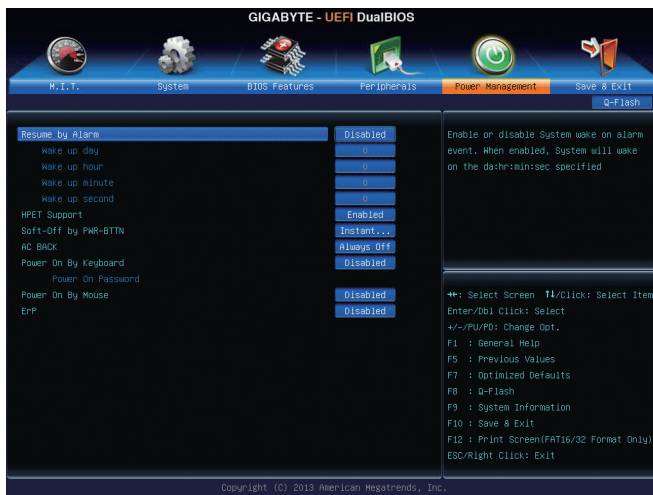 GIGABYTE - UEFI DualBIOS
M.I.T. System BIOS Features Peripherals Power Management Save & Exit
Q-Flash
Resume by Alarm Disabled
Wake up day 0
Wake up hour 0
Wake up minute 0
Wake up second 0
HPET Support Enabled
Soft-Off by PWR-BTTN Instant...
AC BACK Always Off
Power On By Keyboard Disabled
Power On Password
Power On By Mouse Disabled
ErP Disabled
Enable or disable System wake on alarm
event. When enabled, System will wake
on the da:hr:min:sec specified
→←: Select Screen ↑↓/Click: Select Item
Enter/Dbl Click: Select
+/-/PU/PD: Change Opt.
F1 : General Help
F5 : Previous Values
F7 : Optimized Defaults
F8 : Q-Flash
F9 : System Information
F10 : Save & Exit
F12 : Print Screen(FAT16/32 Format Only)
ESC/Right Click: Exit
Copyright (C) 2013 American Megatrends, Inc.